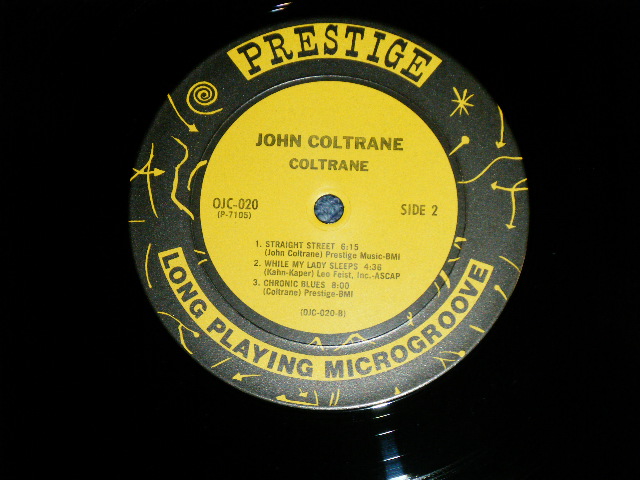 PRESTIGE
JOHN COLTRANE
COLTRANE
OJC-020
(P-7105)
SIDE 2
1. STRAIGHT STREET 6:15
(John Coltrane) Prestige Music-BMI
2. WHILE MY LADY SLEEPS 4:36
(Kahn-Kaper) Leo Feist, Inc.-ASCAP
3. CHRONIC BLUES 8:00
(Coltrane) Prestige-BMI
(OJC-020-B)
LONG PLAYING MICROGROOVE